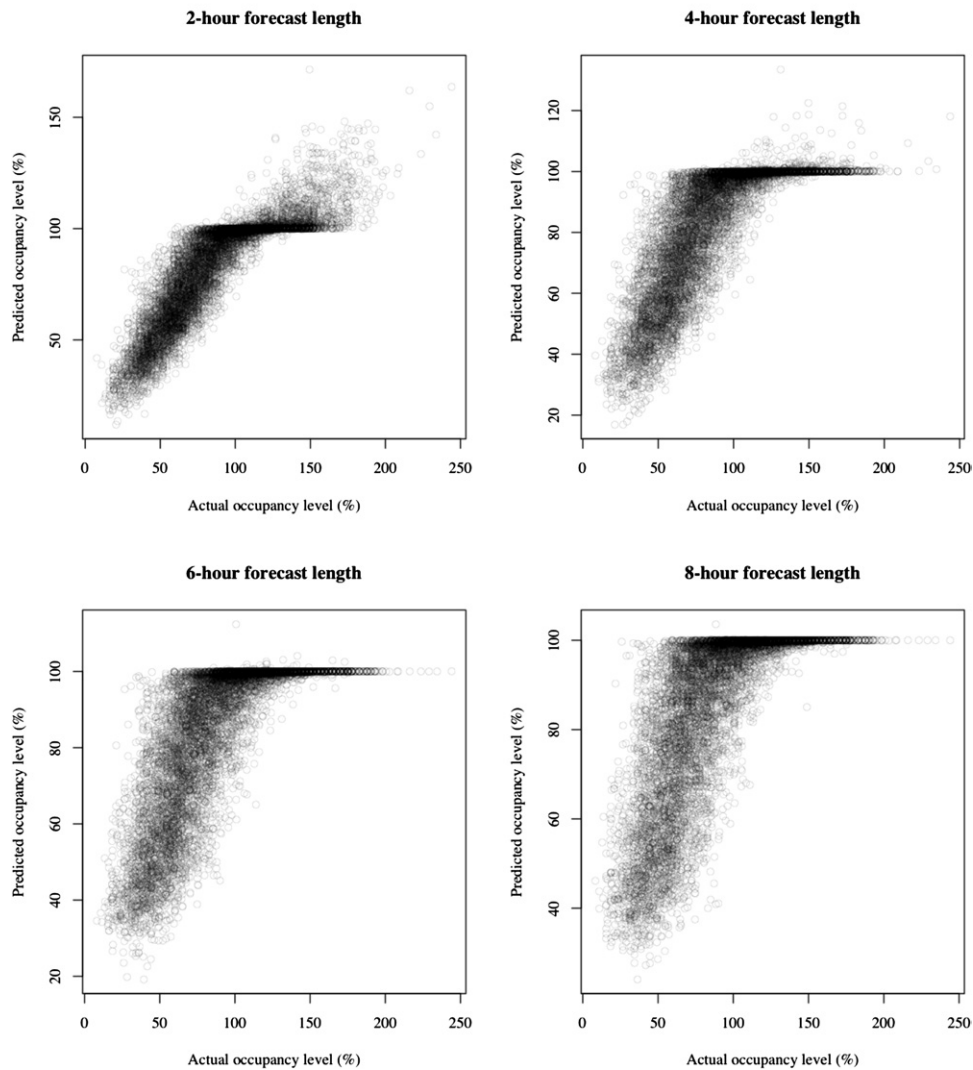 2-hour forecast length
4-hour forecast length
Predicted occupancy level (%)
150
100
50
0 50 100 150 200 250
Actual occupancy level (%)
Predicted occupancy level (%)
120
100
80
60
40
20
0 50 100 150 200 250
Actual occupancy level (%)
6-hour forecast length
8-hour forecast length
Predicted occupancy level (%)
100
80
60
40
20
0 50 100 150 200 250
Actual occupancy level (%)
Predicted occupancy level (%)
100
80
60
40
0 50 100 150 200 250
Actual occupancy level (%)